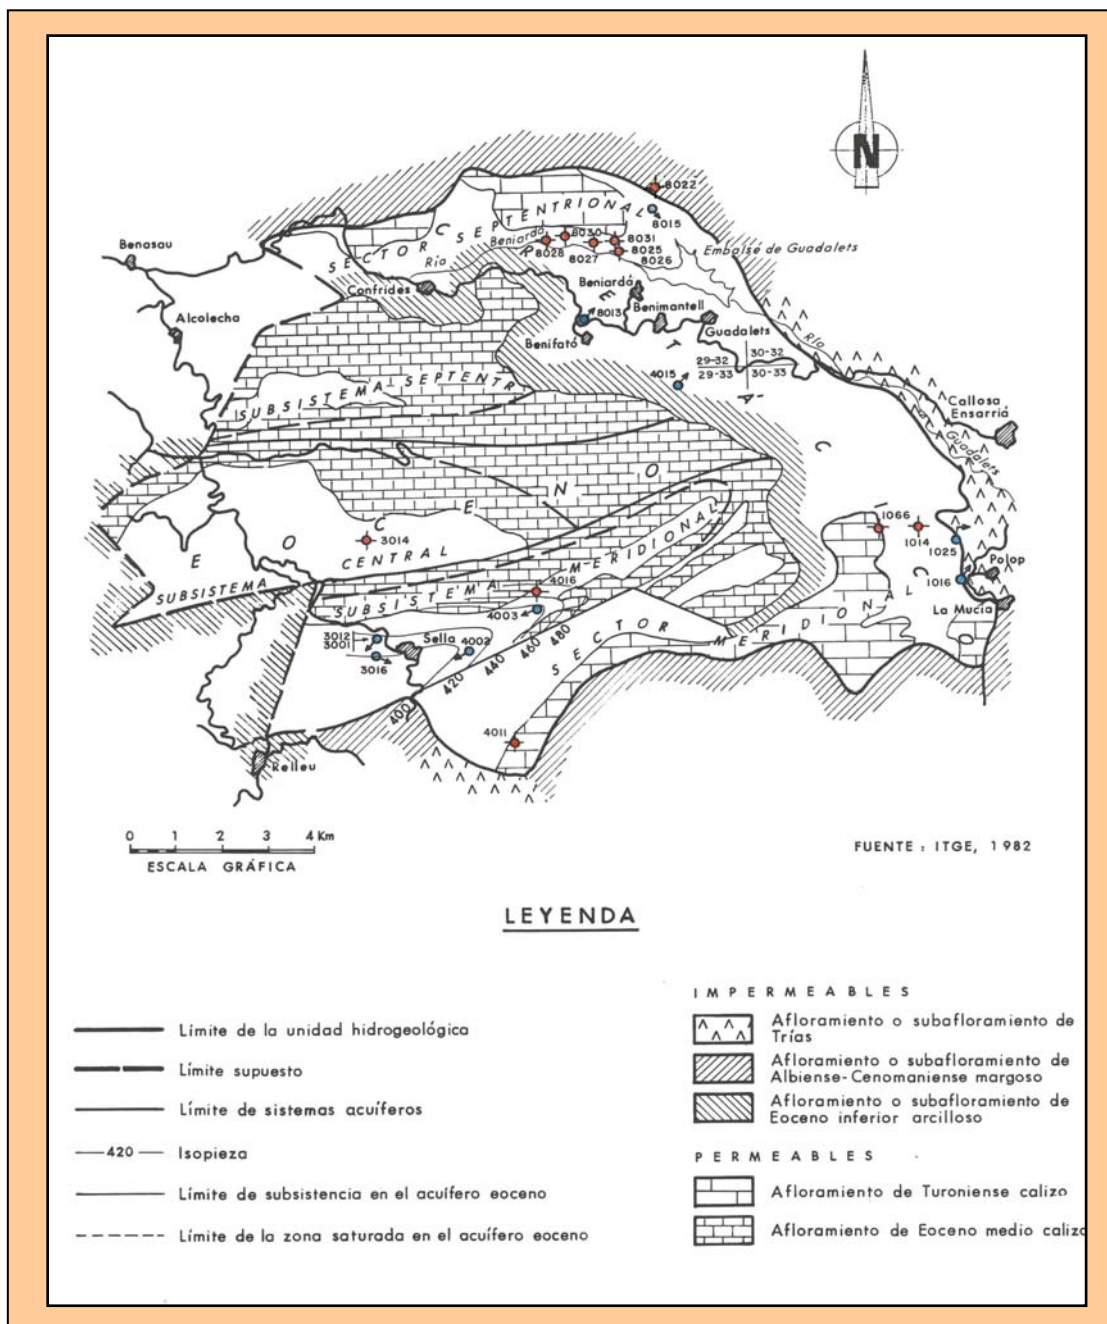 N
8022
8015
SECTOR SEPTENTRIONAL
Beniardá
8030
8031
8028
8027
8025
8026
Embalse de Guadalets
Benasau
Río
Confrides
Beniardá
Benimantell
Alcolecha
8013
Guadalets
Río
Benifató
29-32 30-32
29-33 30-33
4015
SUBSISTEMA SEPTENTR
Callosa
Ensarriá
Guadalets
CRETÁCICO
EOCENO
1066
1014
1025
3014
CENTRAL
SUBSISTEMA
Polop
1016
SUBSISTEMA MERIDIONAL
4016
La Nucia
4003
SECTOR MERIDIONAL
3012
3001
Sella
4002
3016
400
420
440
460
480
4011
Relleu
0 1 2 3 4 Km
ESCALA GRÁFICA
FUENTE : ITGE, 1982
LEYENDA
Límite de la unidad hidrogeológica
Límite supuesto
Límite de sistemas acuíferos
420 Isopieza
Límite de subsistencia en el acuífero eoceno
Límite de la zona saturada en el acuífero eoceno
IMPERMEABLES
Afloramiento o subafloramiento de
Trías
Afloramiento o subafloramiento de
Albiense-Cenomaniense margoso
Afloramiento o subafloramiento de
Eoceno inferior arcilloso
PERMEABLES
Afloramiento de Turoniense calizo
Afloramiento de Eoceno medio calizo